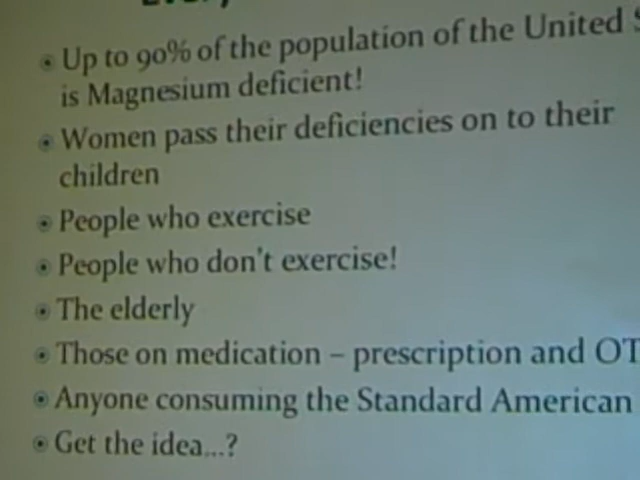 Up to 90% of the population of the United
is Magnesium deficient!
Women pass their deficiencies on to their
children
People who exercise
People who don't exercise!
The elderly
Those on medication – prescription and
Anyone consuming the Standard American
Get the idea...?